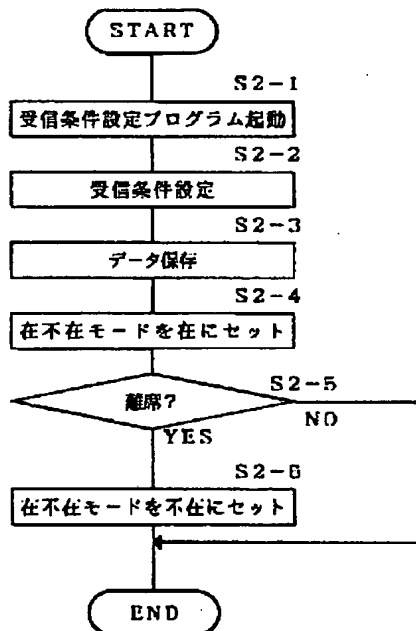 START
S2-1
受信条件設定プログラム起動
S2-2
受信条件設定
S2-3
データ保存
S2-4
在不在モードを在にセット
S2-5
離席?
NO
YES
S2-6
在不在モードを不在にセット
END